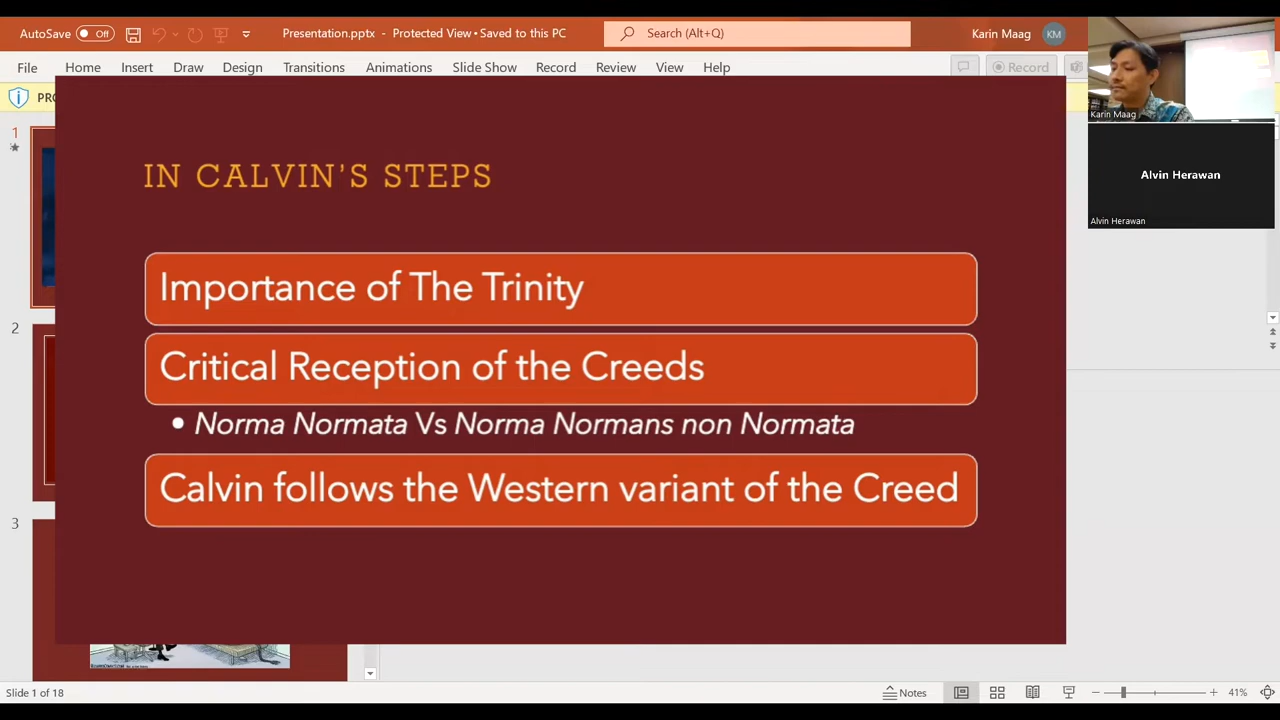 AutoSave Off Presentation.pptx - Protected View • Saved to this PC Search (Alt+Q) Karin Maag KM
File Home Insert Draw Design Transitions Animations Slide Show Record Review View Help Record
PRO
1
2
3
IN CALVIN'S STEPS
Importance of The Trinity
Critical Reception of the Creeds
• Norma Normata Vs Norma Normans non Normata
Calvin follows the Western variant of the Creed
Karin Maag
Alvin Herawan
Alvin Herawan
Slide 1 of 18 Notes 41%